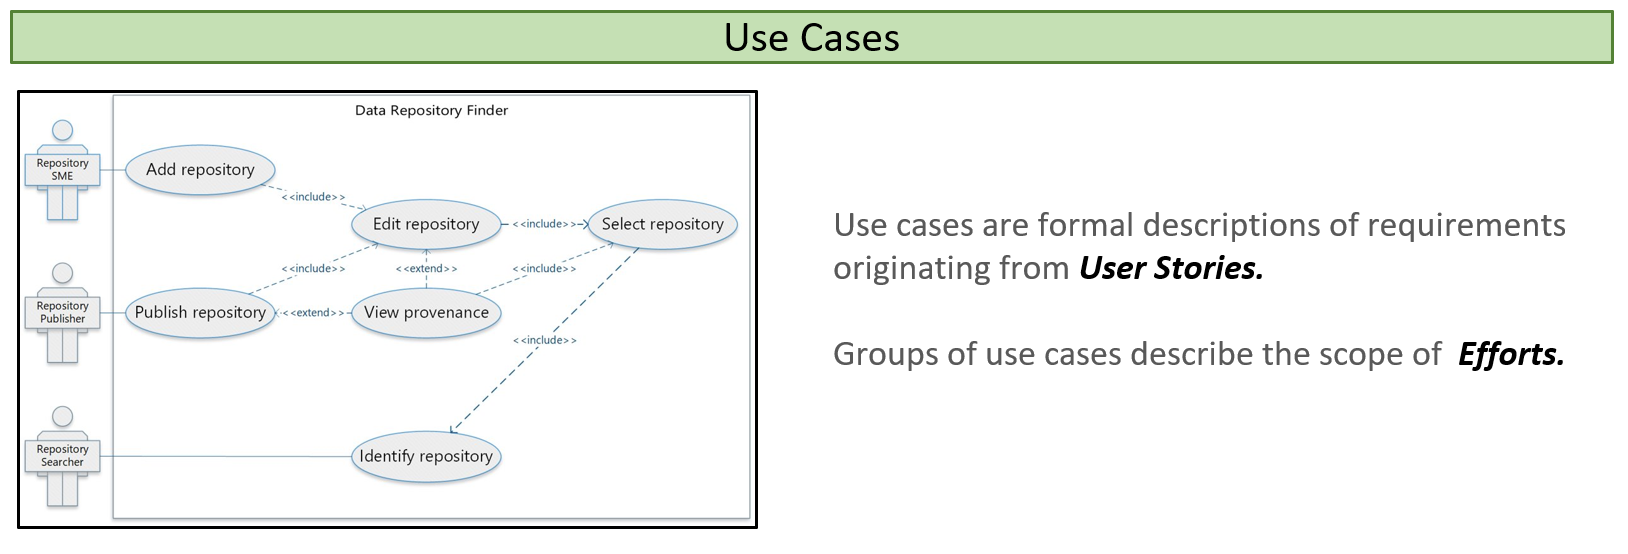 Use Cases
Data Repository Finder
Repository
SME
Add repository
<<include>>
Edit repository
<<include>>
Select repository
<<include>>
<<extend>>
<<include>>
Repository
Publisher
Publish repository
<<extend>>
View provenance
<<include>>
Repository
Searcher
Identify repository
Use cases are formal descriptions of requirements
originating from User Stories.
Groups of use cases describe the scope of Efforts.